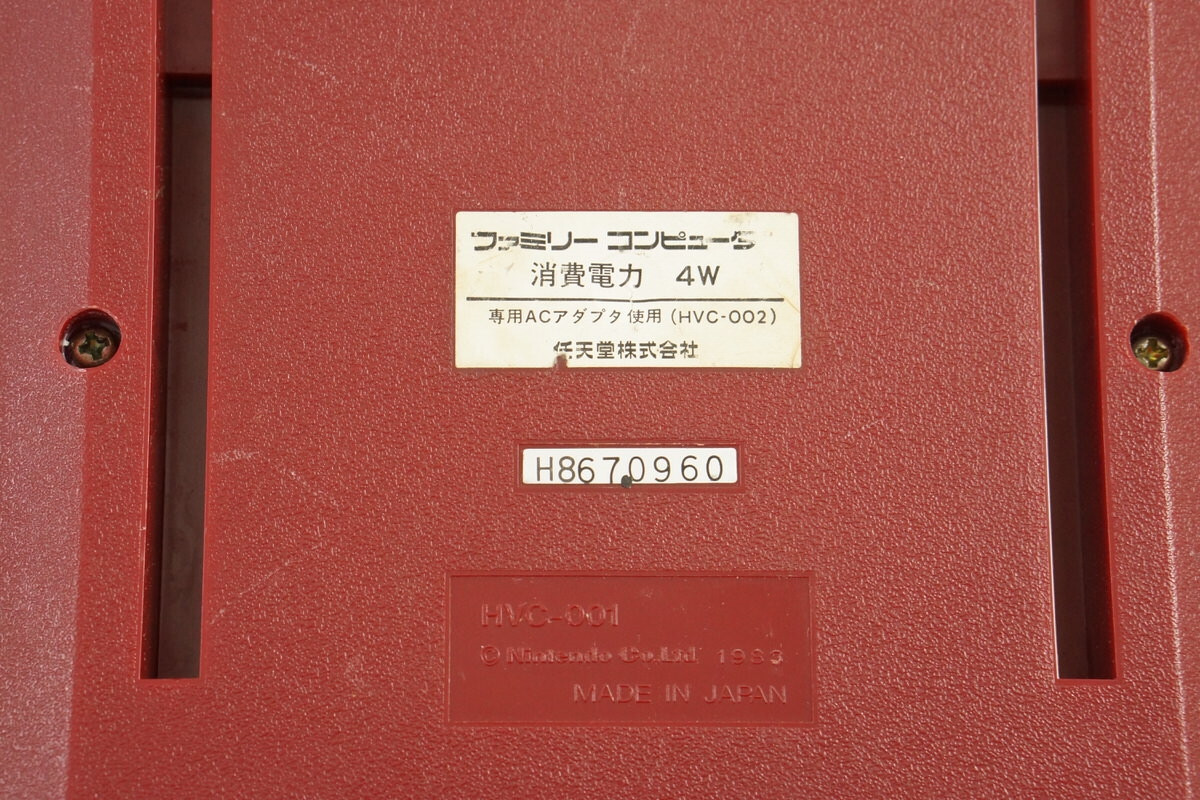 ファミリー コンピュータ
消費電力 4W
専用ACアダプタ使用(HVC-002)
任天堂株式会社
H8670960
HVC-001
© Nintendo Co.,Ltd. 1983
MADE IN JAPAN